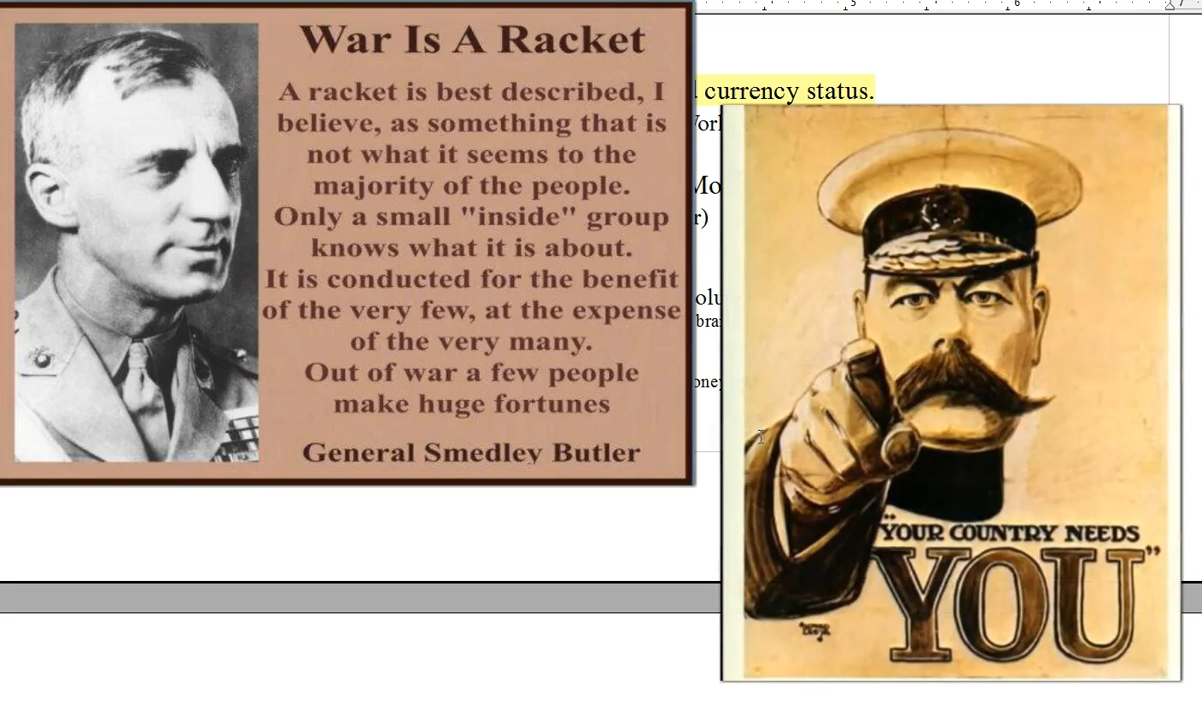 War Is A Racket
A racket is best described, I
believe, as something that is
not what it seems to the
majority of the people.
Only a small "inside" group
knows what it is about.
It is conducted for the benefit
of the very few, at the expense
of the very many.
Out of war a few people
make huge fortunes
General Smedley Butler
5
6
7
currency status.
r)
"YOUR COUNTRY NEEDS
YOU"